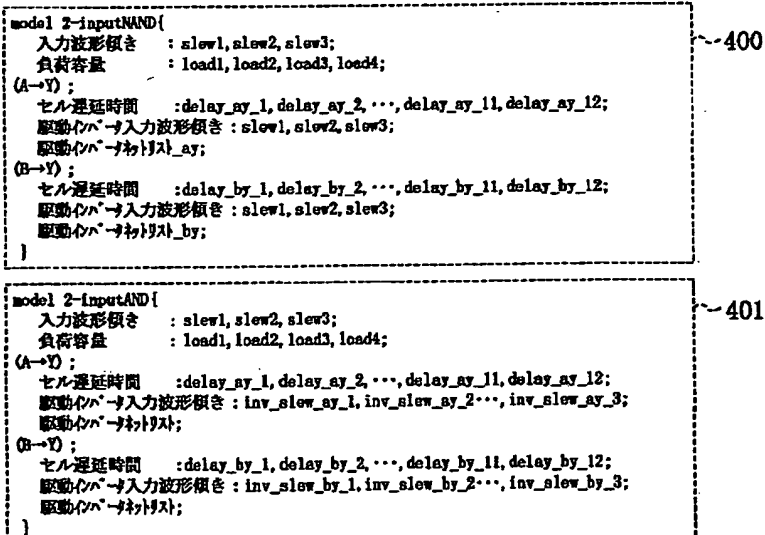 model 2-inputNAND{
入力波形傾き : slew1, slew2, slew3;
負荷容量 : load1, load2, load3, load4;
(A→Y) ;
セル遅延時間 :delay_ay_1, delay_ay_2, ･･･, delay_ay_11, delay_ay_12;
駆動インバータ入力波形傾き : slew1, slew2, slew3;
駆動インバータネットリスト_ay;
(B→Y) ;
セル遅延時間 :delay_by_1, delay_by_2, ･･･, delay_by_11, delay_by_12;
駆動インバータ入力波形傾き : slew1, slew2, slew3;
駆動インバータネットリスト_by;
}
400
model 2-inputAND{
入力波形傾き : slew1, slew2, slew3;
負荷容量 : load1, load2, load3, load4;
(A→Y) ;
セル遅延時間 :delay_ay_1, delay_ay_2, ･･･, delay_ay_11, delay_ay_12;
駆動インバータ入力波形傾き : inv_slew_ay_1, inv_slew_ay_2･･･, inv_slew_ay_3;
駆動インバータネットリスト;
(B→Y) ;
セル遅延時間 :delay_by_1, delay_by_2, ･･･, delay_by_11, delay_by_12;
駆動インバータ入力波形傾き : inv_slew_by_1, inv_slew_by_2･･･, inv_slew_by_3;
駆動インバータネットリスト;
}
401